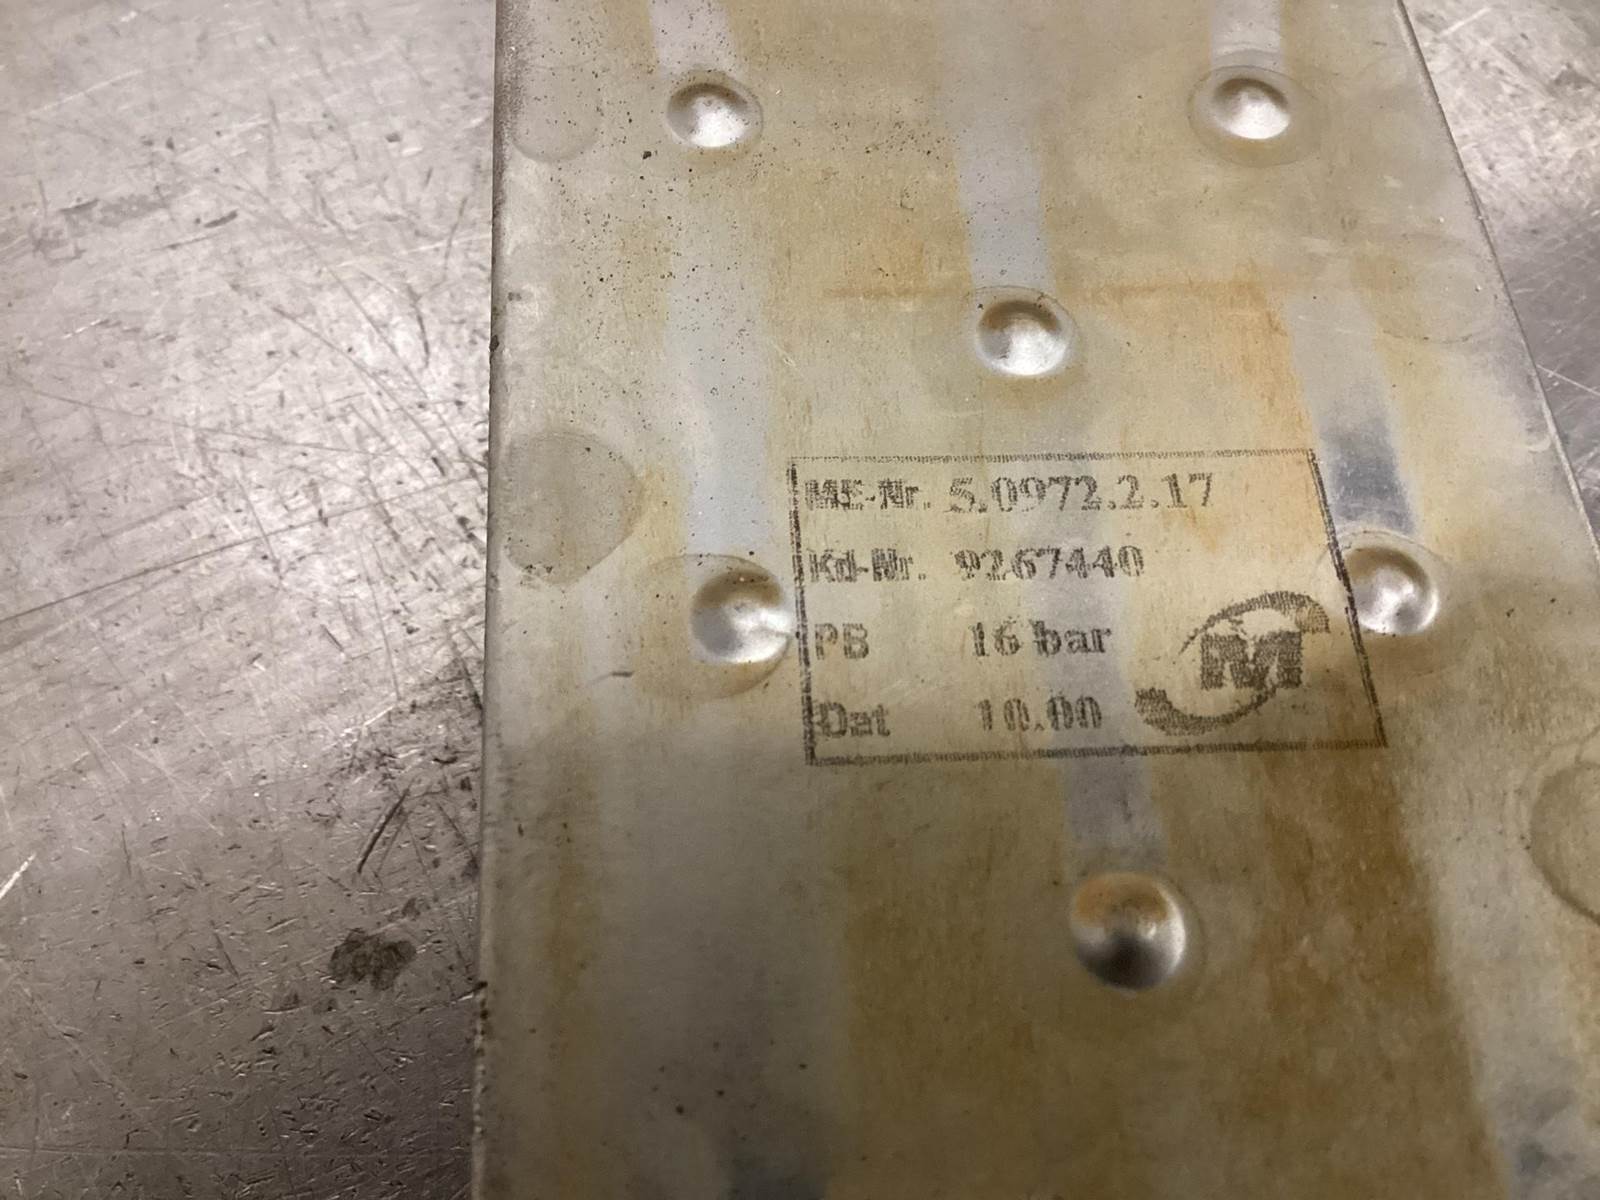 ME-Nr. 5.0972.2.17
Kd-Nr. 9267440
PB 16 bar
Dat 10.00
M